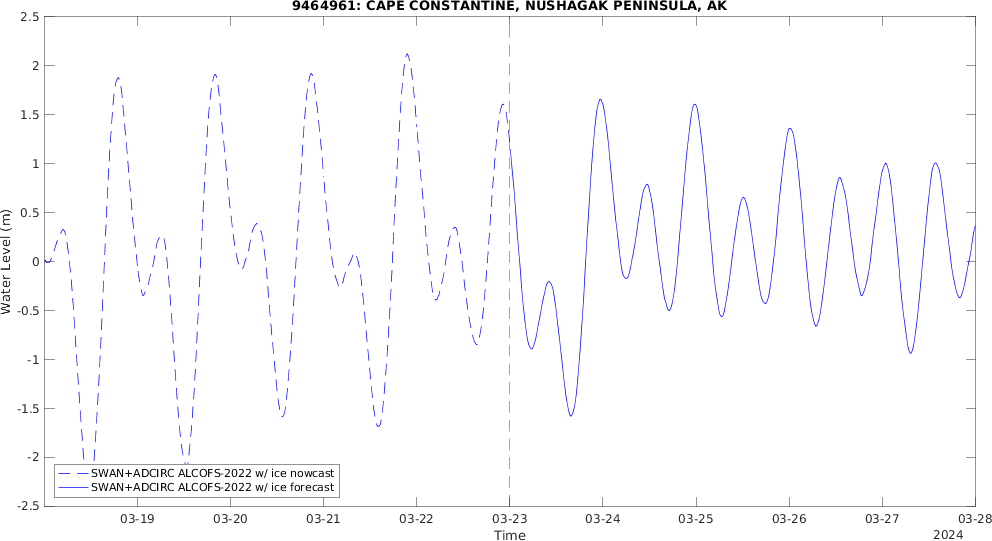 9464961: CAPE CONSTANTINE, NUSHAGAK PENINSULA, AK
2.5
2
1.5
1
0.5
0
-0.5
-1
-1.5
-2
-2.5
Water Level (m)
SWAN+ADCIRC ALCOFS-2022 w/ ice nowcast
SWAN+ADCIRC ALCOFS-2022 w/ ice forecast
03-19 03-20 03-21 03-22 03-23 03-24 03-25 03-26 03-27 03-28
Time
2024